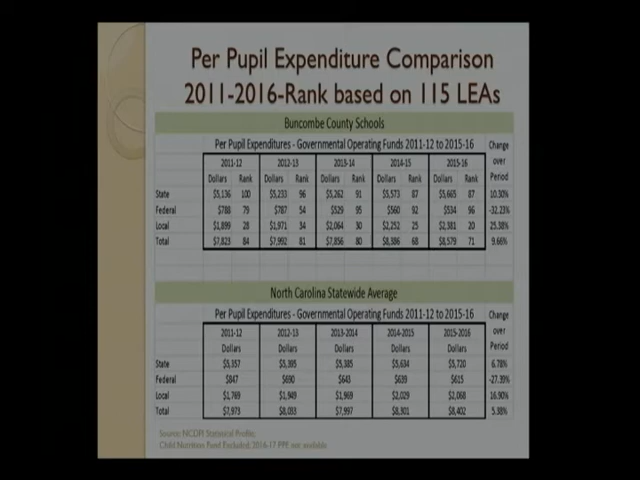 Per Pupil Expenditure Comparison
2011-2016-Rank based on 115 LEAs
Buncombe County Schools
Per Pupil Expenditures - Governmental Operating Funds 2011-12 to 2015-16 Change over Period
2011-12 2012-13 2013-14 2014-15 2015-16
Dollars Rank Dollars Rank Dollars Rank Dollars Rank Dollars Rank
State $5,136 100 $5,233 96 $5,262 91 $5,573 87 $5,665 87 10.30%
Federal $788 79 $787 54 $529 95 $560 92 $534 96 -32.23%
Local $1,899 28 $1,971 34 $2,064 30 $2,252 25 $2,381 20 25.38%
Total $7,823 84 $7,992 81 $7,856 80 $8,386 68 $8,579 71 9.66%
North Carolina Statewide Average
Per Pupil Expenditures - Governmental Operating Funds 2011-12 to 2015-16 Change over Period
2011-12 2012-13 2013-2014 2014-2015 2015-2016
Dollars Dollars Dollars Dollars Dollars
State $5,357 $5,395 $5,385 $5,634 $5,720 6.78%
Federal $847 $690 $643 $639 $615 -27.39%
Local $1,769 $1,949 $1,969 $2,029 $2,068 16.90%
Total $7,973 $8,033 $7,997 $8,301 $8,402 5.38%
Source: NCDPI Statistical Profile.
Child Nutrition Fund Excluded; 2016-17 PPE not available